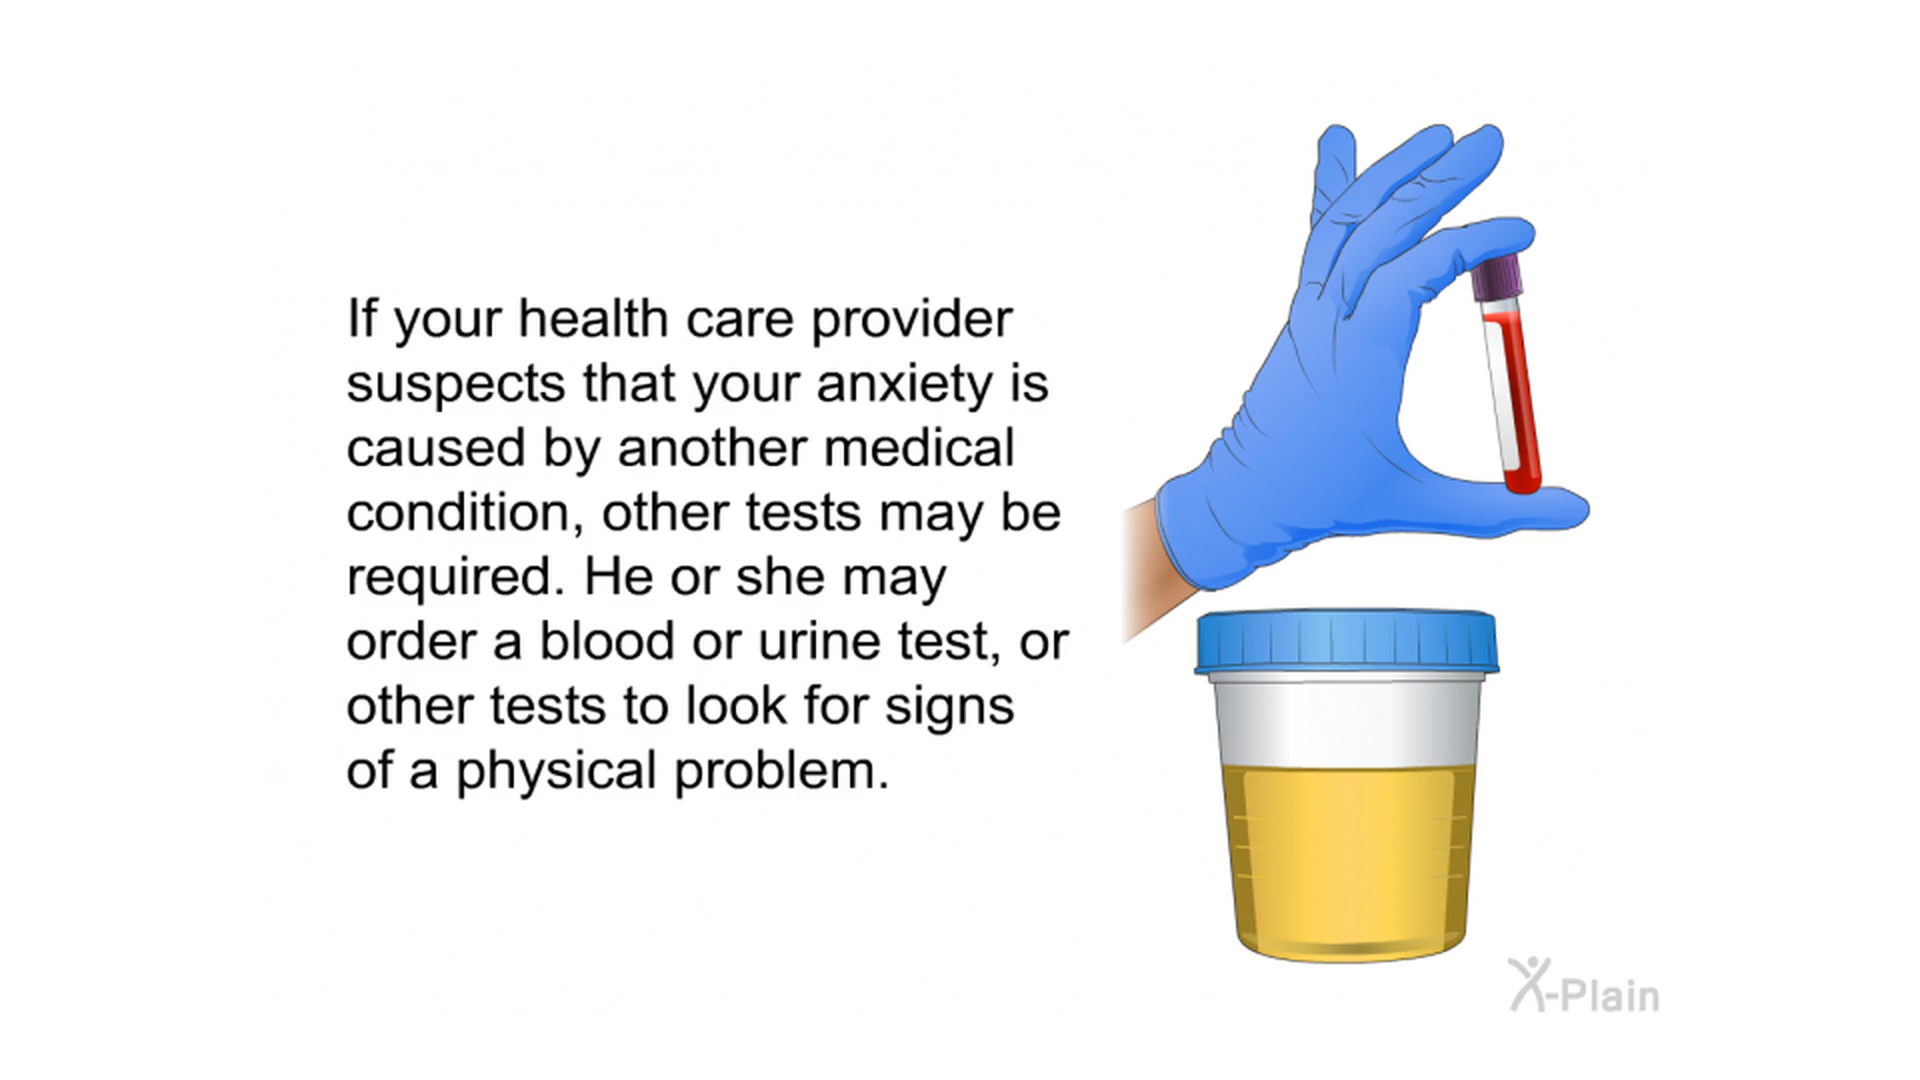 If your health care provider
suspects that your anxiety is
caused by another medical
condition, other tests may be
required. He or she may
order a blood or urine test, or
other tests to look for signs
of a physical problem.
X-Plain